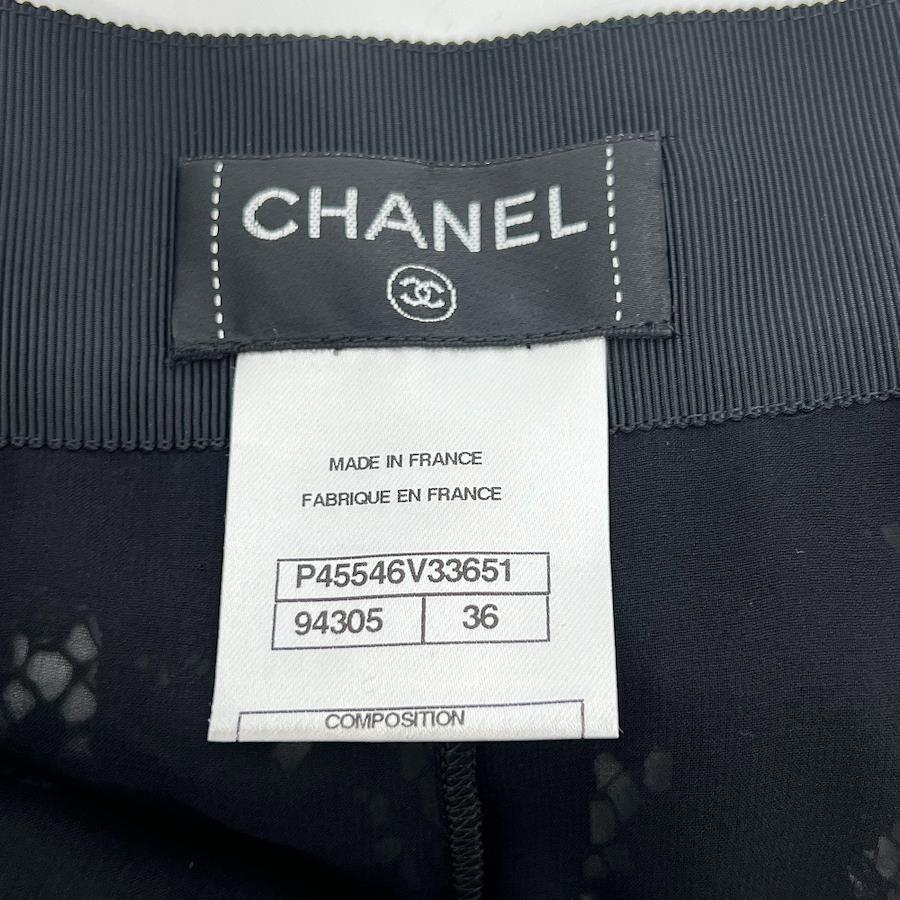 CHANEL
MADE IN FRANCE
FABRIQUE EN FRANCE
P45546V33651
94305 36
COMPOSITION